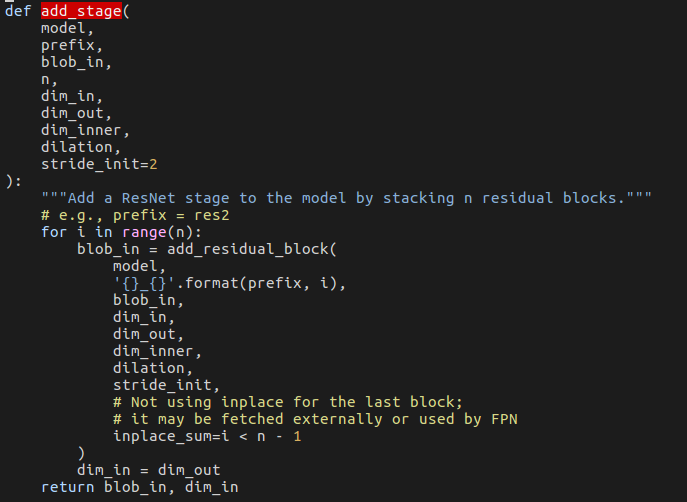 def add_stage(
    model,
    prefix,
    blob_in,
    n,
    dim_in,
    dim_out,
    dim_inner,
    dilation,
    stride_init=2
):
    """Add a ResNet stage to the model by stacking n residual blocks."""
    # e.g., prefix = res2
    for i in range(n):
        blob_in = add_residual_block(
            model,
            '{}_{}'.format(prefix, i),
            blob_in,
            dim_in,
            dim_out,
            dim_inner,
            dilation,
            stride_init,
            # Not using inplace for the last block;
            # it may be fetched externally or used by FPN
            inplace_sum=i < n - 1
        )
        dim_in = dim_out
    return blob_in, dim_in